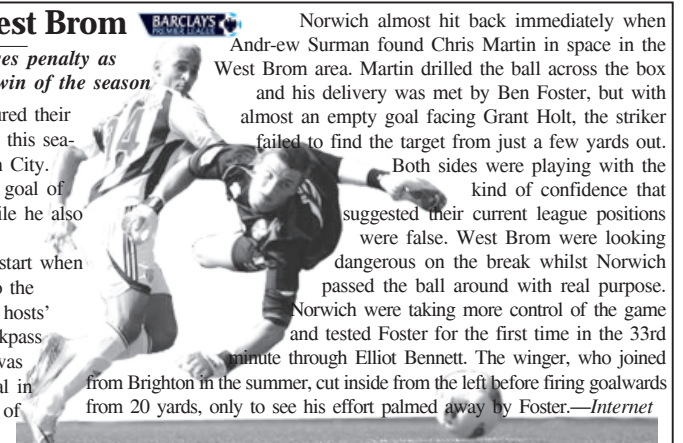 est Brom
BARCLAYS
PREMIER LEAGUE
es penalty as
win of the season
ured their
this sea-
n City.
goal of
ile he also
start when
o the
hosts'
kpass
was
al in
of
14
Norwich almost hit back immediately when
Andr-ew Surman found Chris Martin in space in the
West Brom area. Martin drilled the ball across the box
and his delivery was met by Ben Foster, but with
almost an empty goal facing Grant Holt, the striker
failed to find the target from just a few yards out.
Both sides were playing with the
kind of confidence that
suggested their current league positions
were false. West Brom were looking
dangerous on the break whilst Norwich
passed the ball around with real purpose.
Norwich were taking more control of the game
and tested Foster for the first time in the 33rd
minute through Elliot Bennett. The winger, who joined
from Brighton in the summer, cut inside from the left before firing goalwards
from 20 yards, only to see his effort palmed away by Foster.—Internet